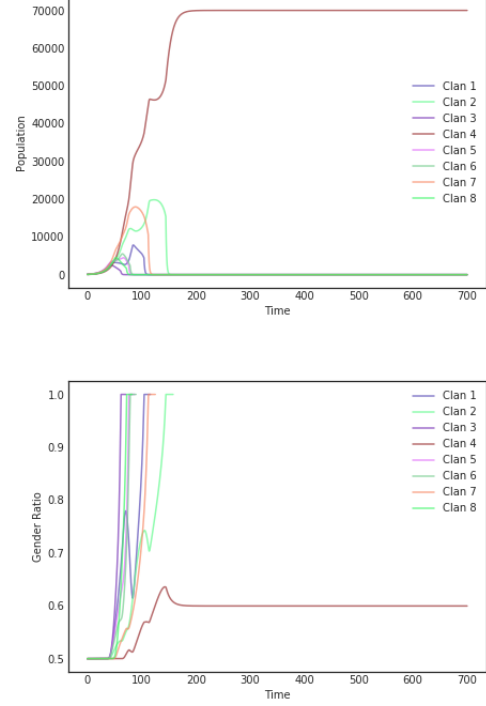 70000
60000
50000
40000
30000
20000
10000
0
Population
Clan 1
Clan 2
Clan 3
Clan 4
Clan 5
Clan 6
Clan 7
Clan 8
0 100 200 300 400 500 600 700
Time
1.0
0.9
0.8
0.7
0.6
0.5
Gender Ratio
Clan 1
Clan 2
Clan 3
Clan 4
Clan 5
Clan 6
Clan 7
Clan 8
0 100 200 300 400 500 600 700
Time